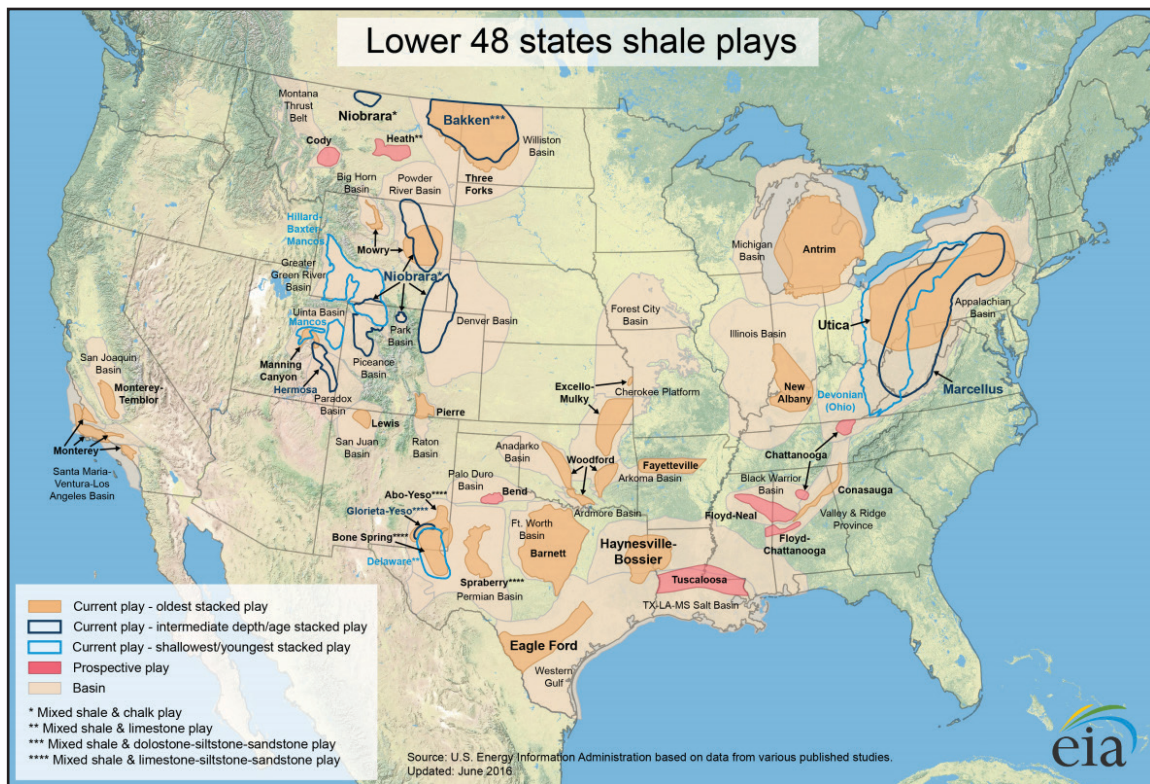 Lower 48 states shale plays
Montana
Thrust
Belt
Niobrara*
Bakken***
Williston
Basin
Cody
Heath**
Big Horn
Basin
Powder
River Basin
Three
Forks
Hillard-
Baxter-
Mancos
Mowry
Greater
Green River
Basin
Niobrara*
Uinta Basin
Mancos
Park
Basin
Denver Basin
Manning
Canyon
Piceance
Basin
Hermosa
Paradox
Basin
San Joaquin
Basin
Monterey-
Temblor
Monterey
Santa Maria-
Ventura-Los
Angeles Basin
Lewis
San Juan
Basin
Pierre
Raton
Basin
Michigan
Basin
Antrim
Forest City
Basin
Illinois Basin
Utica
Appalachian
Basin
Excello-
Mulky
Cherokee Platform
New
Albany
Devonian
(Ohio)
Marcellus
Anadarko
Basin
Woodford
Fayetteville
Arkoma Basin
Chattanooga
Palo Duro
Basin
Bend
Ardmore Basin
Black Warrior
Basin
Conasauga
Floyd-Neal
Valley & Ridge
Province
Floyd-
Chattanooga
Abo-Yeso****
Glorieta-Yeso****
Bone Spring****
Delaware**
Ft. Worth
Basin
Barnett
Haynesville-
Bossier
Spraberry****
Permian Basin
Tuscaloosa
TX-LA-MS Salt Basin
Eagle Ford
Western
Gulf
Current play - oldest stacked play
Current play - intermediate depth/age stacked play
Current play - shallowest/youngest stacked play
Prospective play
Basin
* Mixed shale & chalk play
** Mixed shale & limestone play
*** Mixed shale & dolostone-siltstone-sandstone play
**** Mixed shale & limestone-siltstone-sandstone play
Source: U.S. Energy Information Administration based on data from various published studies.
Updated: June 2016
eia